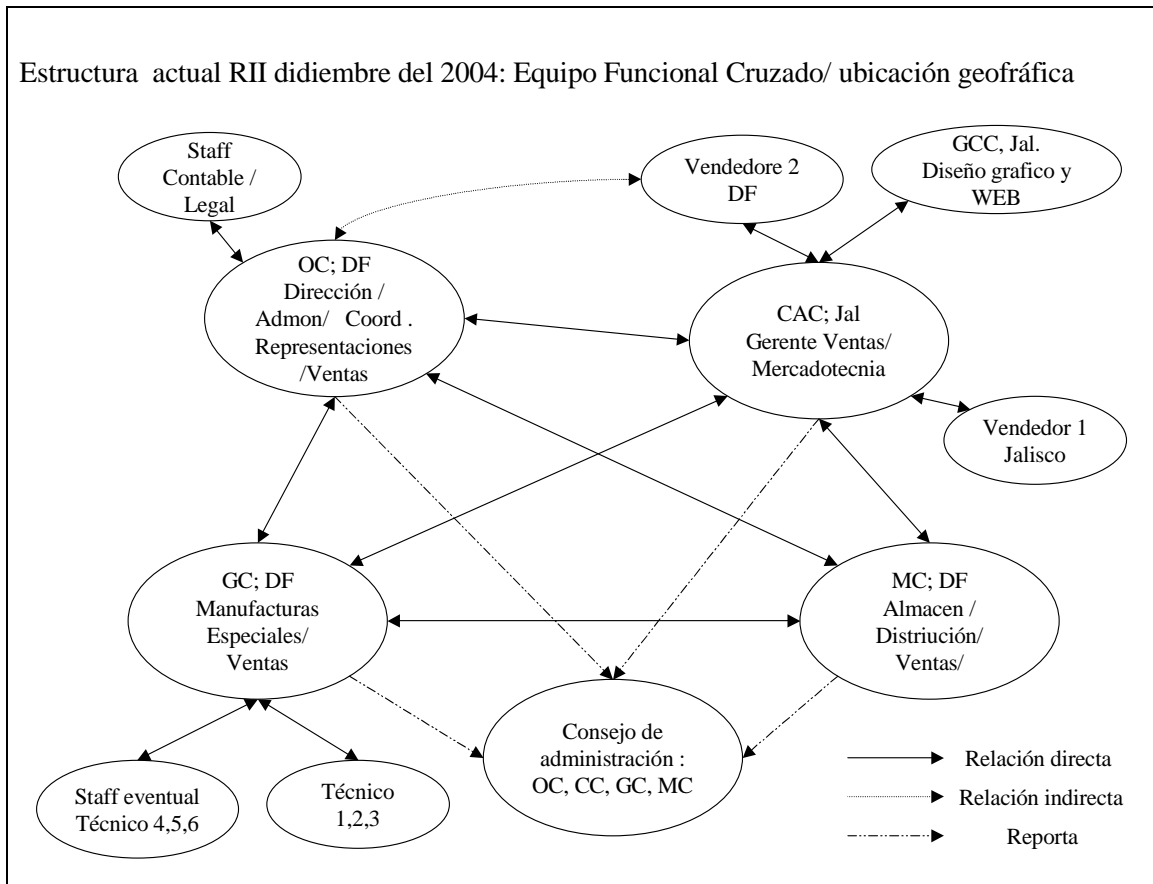 Estructura actual RII didiembre del 2004: Equipo Funcional Cruzado/ ubicación geofráfica
Staff
Contable /
Legal
Vendedore 2
DF
GCC, Jal.
Diseño grafico y
WEB
OC; DF
Dirección /
Admon/ Coord .
Representaciones
/Ventas
CAC; Jal
Gerente Ventas/
Mercadotecnia
Vendedor 1
Jalisco
GC; DF
Manufacturas
Especiales/
Ventas
MC; DF
Almacen /
Distriución/
Ventas/
Consejo de
administración :
OC, CC, GC, MC
Staff eventual
Técnico 4,5,6
Técnico
1,2,3
Relación directa
Relación indirecta
Reporta